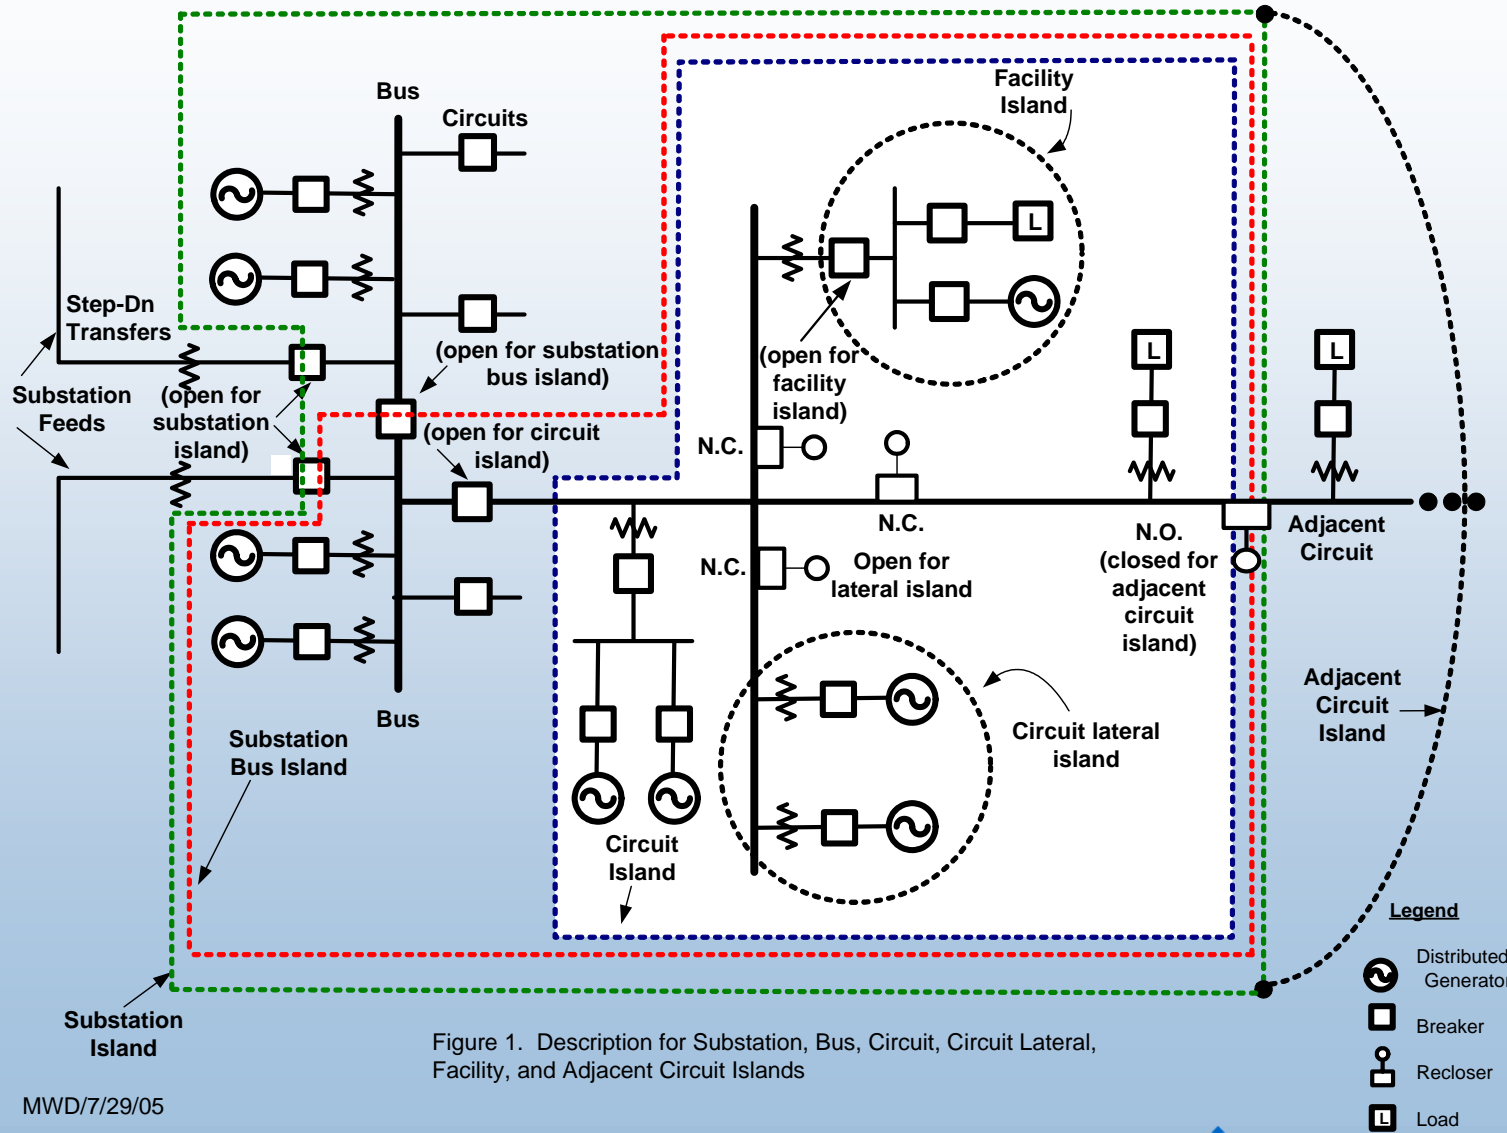 Bus
Circuits
Facility
Island
L
Step-Dn
Transfers
(open for substation
bus island)
(open for
facility
island)
L
L
Substation
Feeds
(open for
substation
island)
(open for circuit
island)
N.C.
N.C.
Open for
lateral island
N.C.
N.O.
(closed for
adjacent
circuit
island)
Adjacent
Circuit
Adjacent
Circuit
Island
Bus
Substation
Bus Island
Circuit lateral
island
Circuit
Island
Substation
Island
Legend
Distributed
Generator
Breaker
Recloser
L
Load
Figure 1.  Description for Substation, Bus, Circuit, Circuit Lateral,
Facility, and Adjacent Circuit Islands
MWD/7/29/05